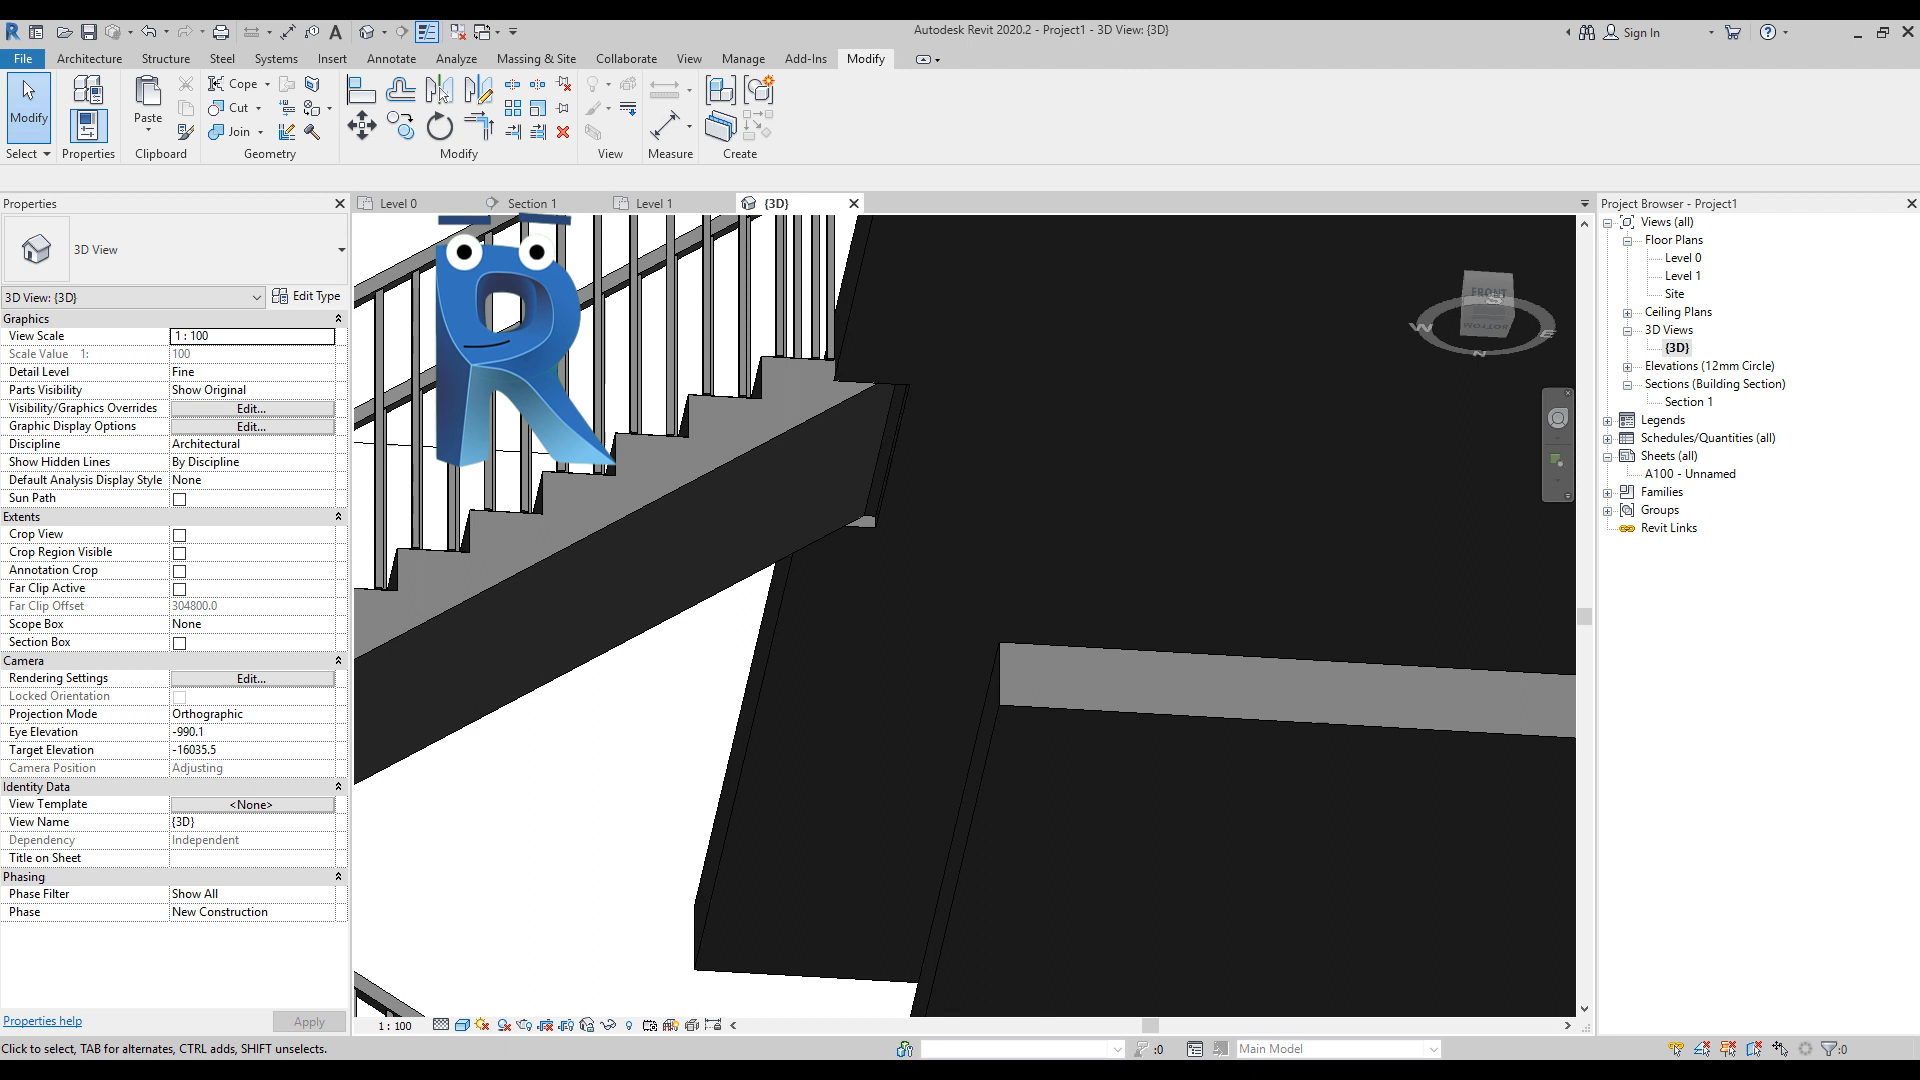 Autodesk Revit 2020.2 - Project1 - 3D View: {3D}
Sign In
File Architecture Structure Steel Systems Insert Annotate Analyze Massing & Site Collaborate View Manage Add-Ins Modify
Modify
Paste
Cope
Cut
Join
Select Properties Clipboard Geometry Modify View Measure Create
Properties
Level 0 Section 1 Level 1 {3D}
Project Browser - Project1
3D View
3D View: {3D} Edit Type
Graphics
View Scale 1 : 100
Scale Value 1: 100
Detail Level Fine
Parts Visibility Show Original
Visibility/Graphics Overrides Edit...
Graphic Display Options Edit...
Discipline Architectural
Show Hidden Lines By Discipline
Default Analysis Display Style None
Sun Path
Extents
Crop View
Crop Region Visible
Annotation Crop
Far Clip Active
Far Clip Offset 304800.0
Scope Box None
Section Box
Camera
Rendering Settings Edit...
Locked Orientation
Projection Mode Orthographic
Eye Elevation -990.1
Target Elevation -16035.5
Camera Position Adjusting
Identity Data
View Template <None>
View Name {3D}
Dependency Independent
Title on Sheet
Phasing
Phase Filter Show All
Phase New Construction
Properties help Apply
FRONT
BOTTOM
W S E N
Views (all)
Floor Plans
Level 0
Level 1
Site
Ceiling Plans
3D Views
{3D}
Elevations (12mm Circle)
Sections (Building Section)
Section 1
Legends
Schedules/Quantities (all)
Sheets (all)
A100 - Unnamed
Families
Groups
Revit Links
1 : 100
Click to select, TAB for alternates, CTRL adds, SHIFT unselects.
:0
Main Model
:0